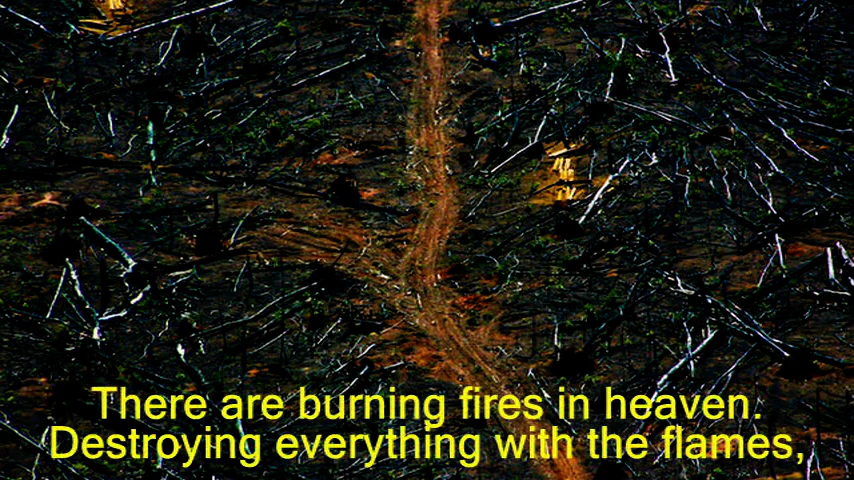 There are burning fires in heaven.
Destroying everything with the flames,